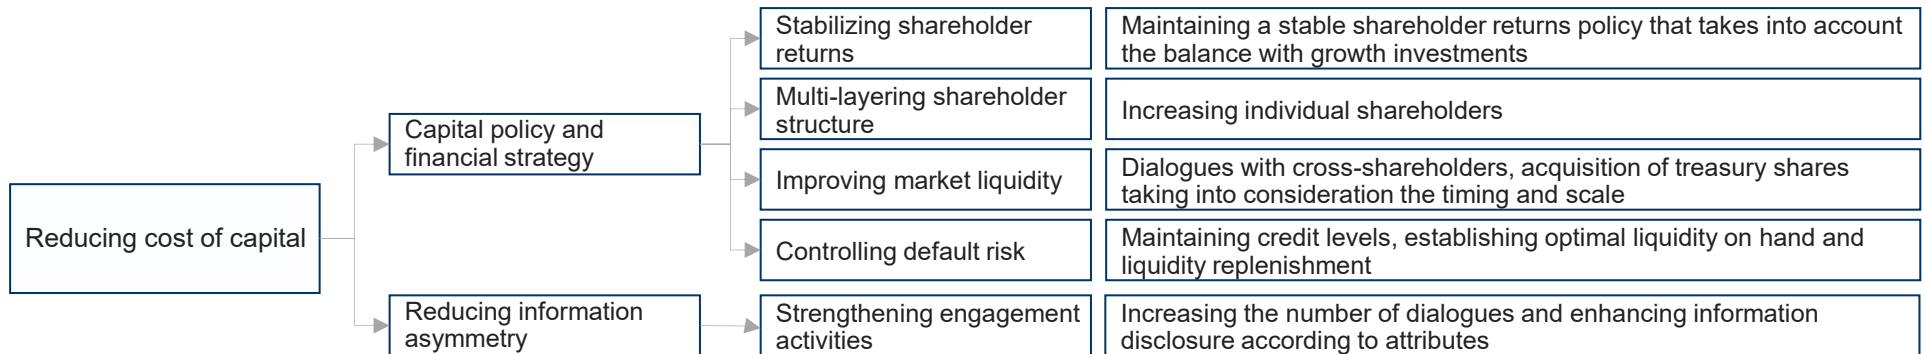 Reducing cost of capital
Capital policy and
financial strategy
Stabilizing shareholder
returns
Maintaining a stable shareholder returns policy that takes into account
the balance with growth investments
Multi-layering shareholder
structure
Increasing individual shareholders
Improving market liquidity
Dialogues with cross-shareholders, acquisition of treasury shares
taking into consideration the timing and scale
Controlling default risk
Maintaining credit levels, establishing optimal liquidity on hand and
liquidity replenishment
Reducing information
asymmetry
Strengthening engagement
activities
Increasing the number of dialogues and enhancing information
disclosure according to attributes